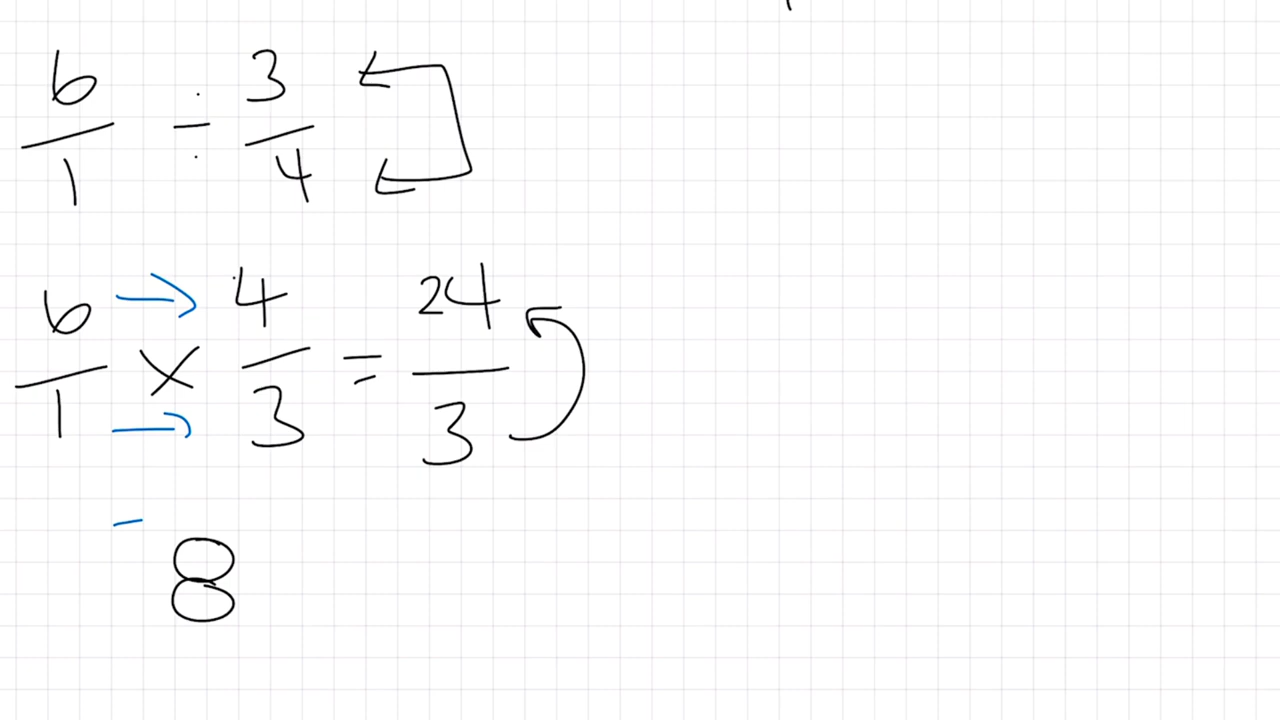 6/1 ÷ 3/4
6/1 × 4/3 = 24/3
- 8